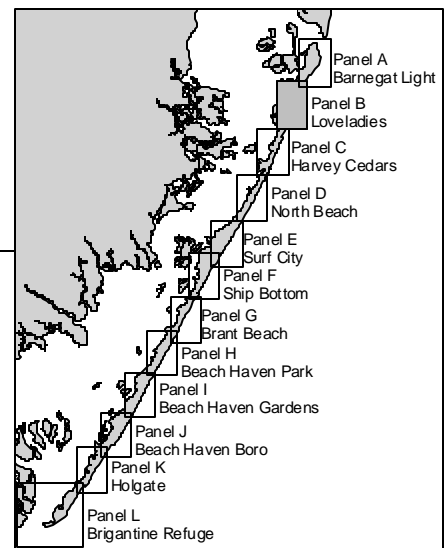 Panel A
Barnegat Light
Panel B
Loveladies
Panel C
Harvey Cedars
Panel D
North Beach
Panel E
Surf City
Panel F
Ship Bottom
Panel G
Brant Beach
Panel H
Beach Haven Park
Panel I
Beach Haven Gardens
Panel J
Beach Haven Boro
Panel K
Holgate
Panel L
Brigantine Refuge